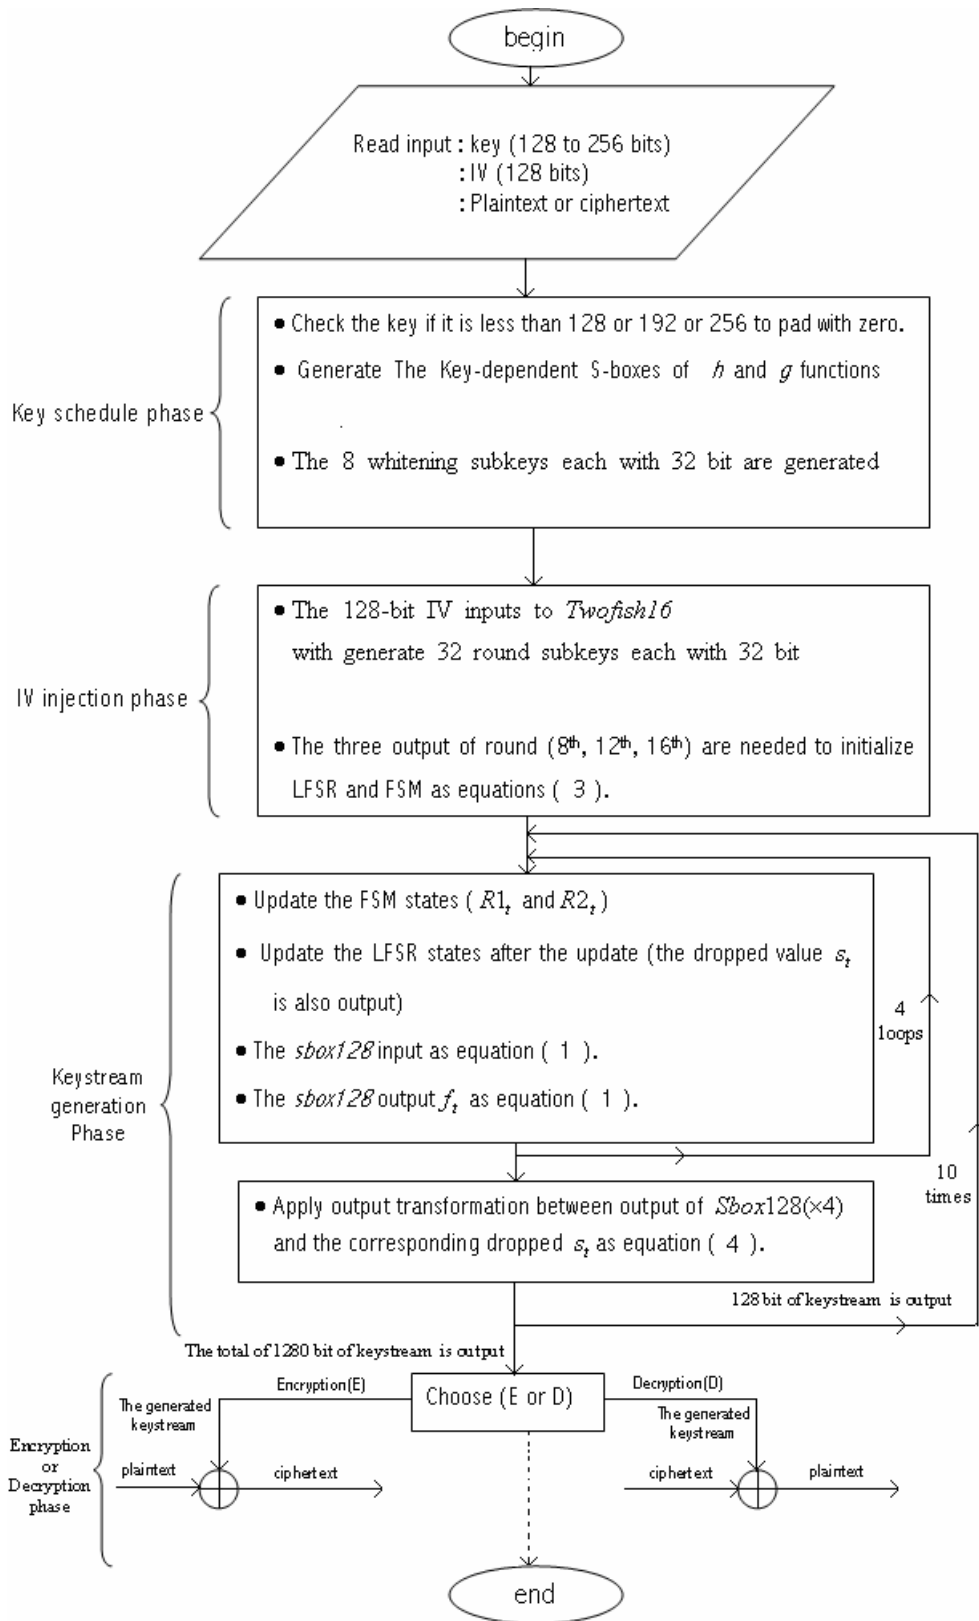 begin
Read input : key (128 to 256 bits)
: IV (128 bits)
: Plaintext or ciphertext
Key schedule phase
● Check the key if it is less than 128 or 192 or 256 to pad with zero.
● Generate The Key-dependent S-boxes of h and g functions
.
● The 8 whitening subkeys each with 32 bit are generated
IV injection phase
● The 128-bit IV inputs to Twofish16
with generate 32 round subkeys each with 32 bit
● The three output of round (8th, 12th, 16th) are needed to initialize
LFSR and FSM as equations ( 3 ).
Keystream
generation
Phase
● Update the FSM states ( R1t and R2t )
● Update the LFSR states after the update (the dropped value st
is also output)
● The sbox128 input as equation ( 1 ).
● The sbox128 output ft as equation ( 1 ).
4
loops
10
times
● Apply output transformation between output of Sbox128(×4)
and the corresponding dropped st as equation ( 4 ).
128 bit of keystream is output
The total of 1280 bit of keystream is output
Encryption
or
Decryption
phase
Encryption(E)
Choose (E or D)
Decryption(D)
The generated
keystream
plaintext
ciphertext
The generated
keystream
ciphertext
plaintext
end